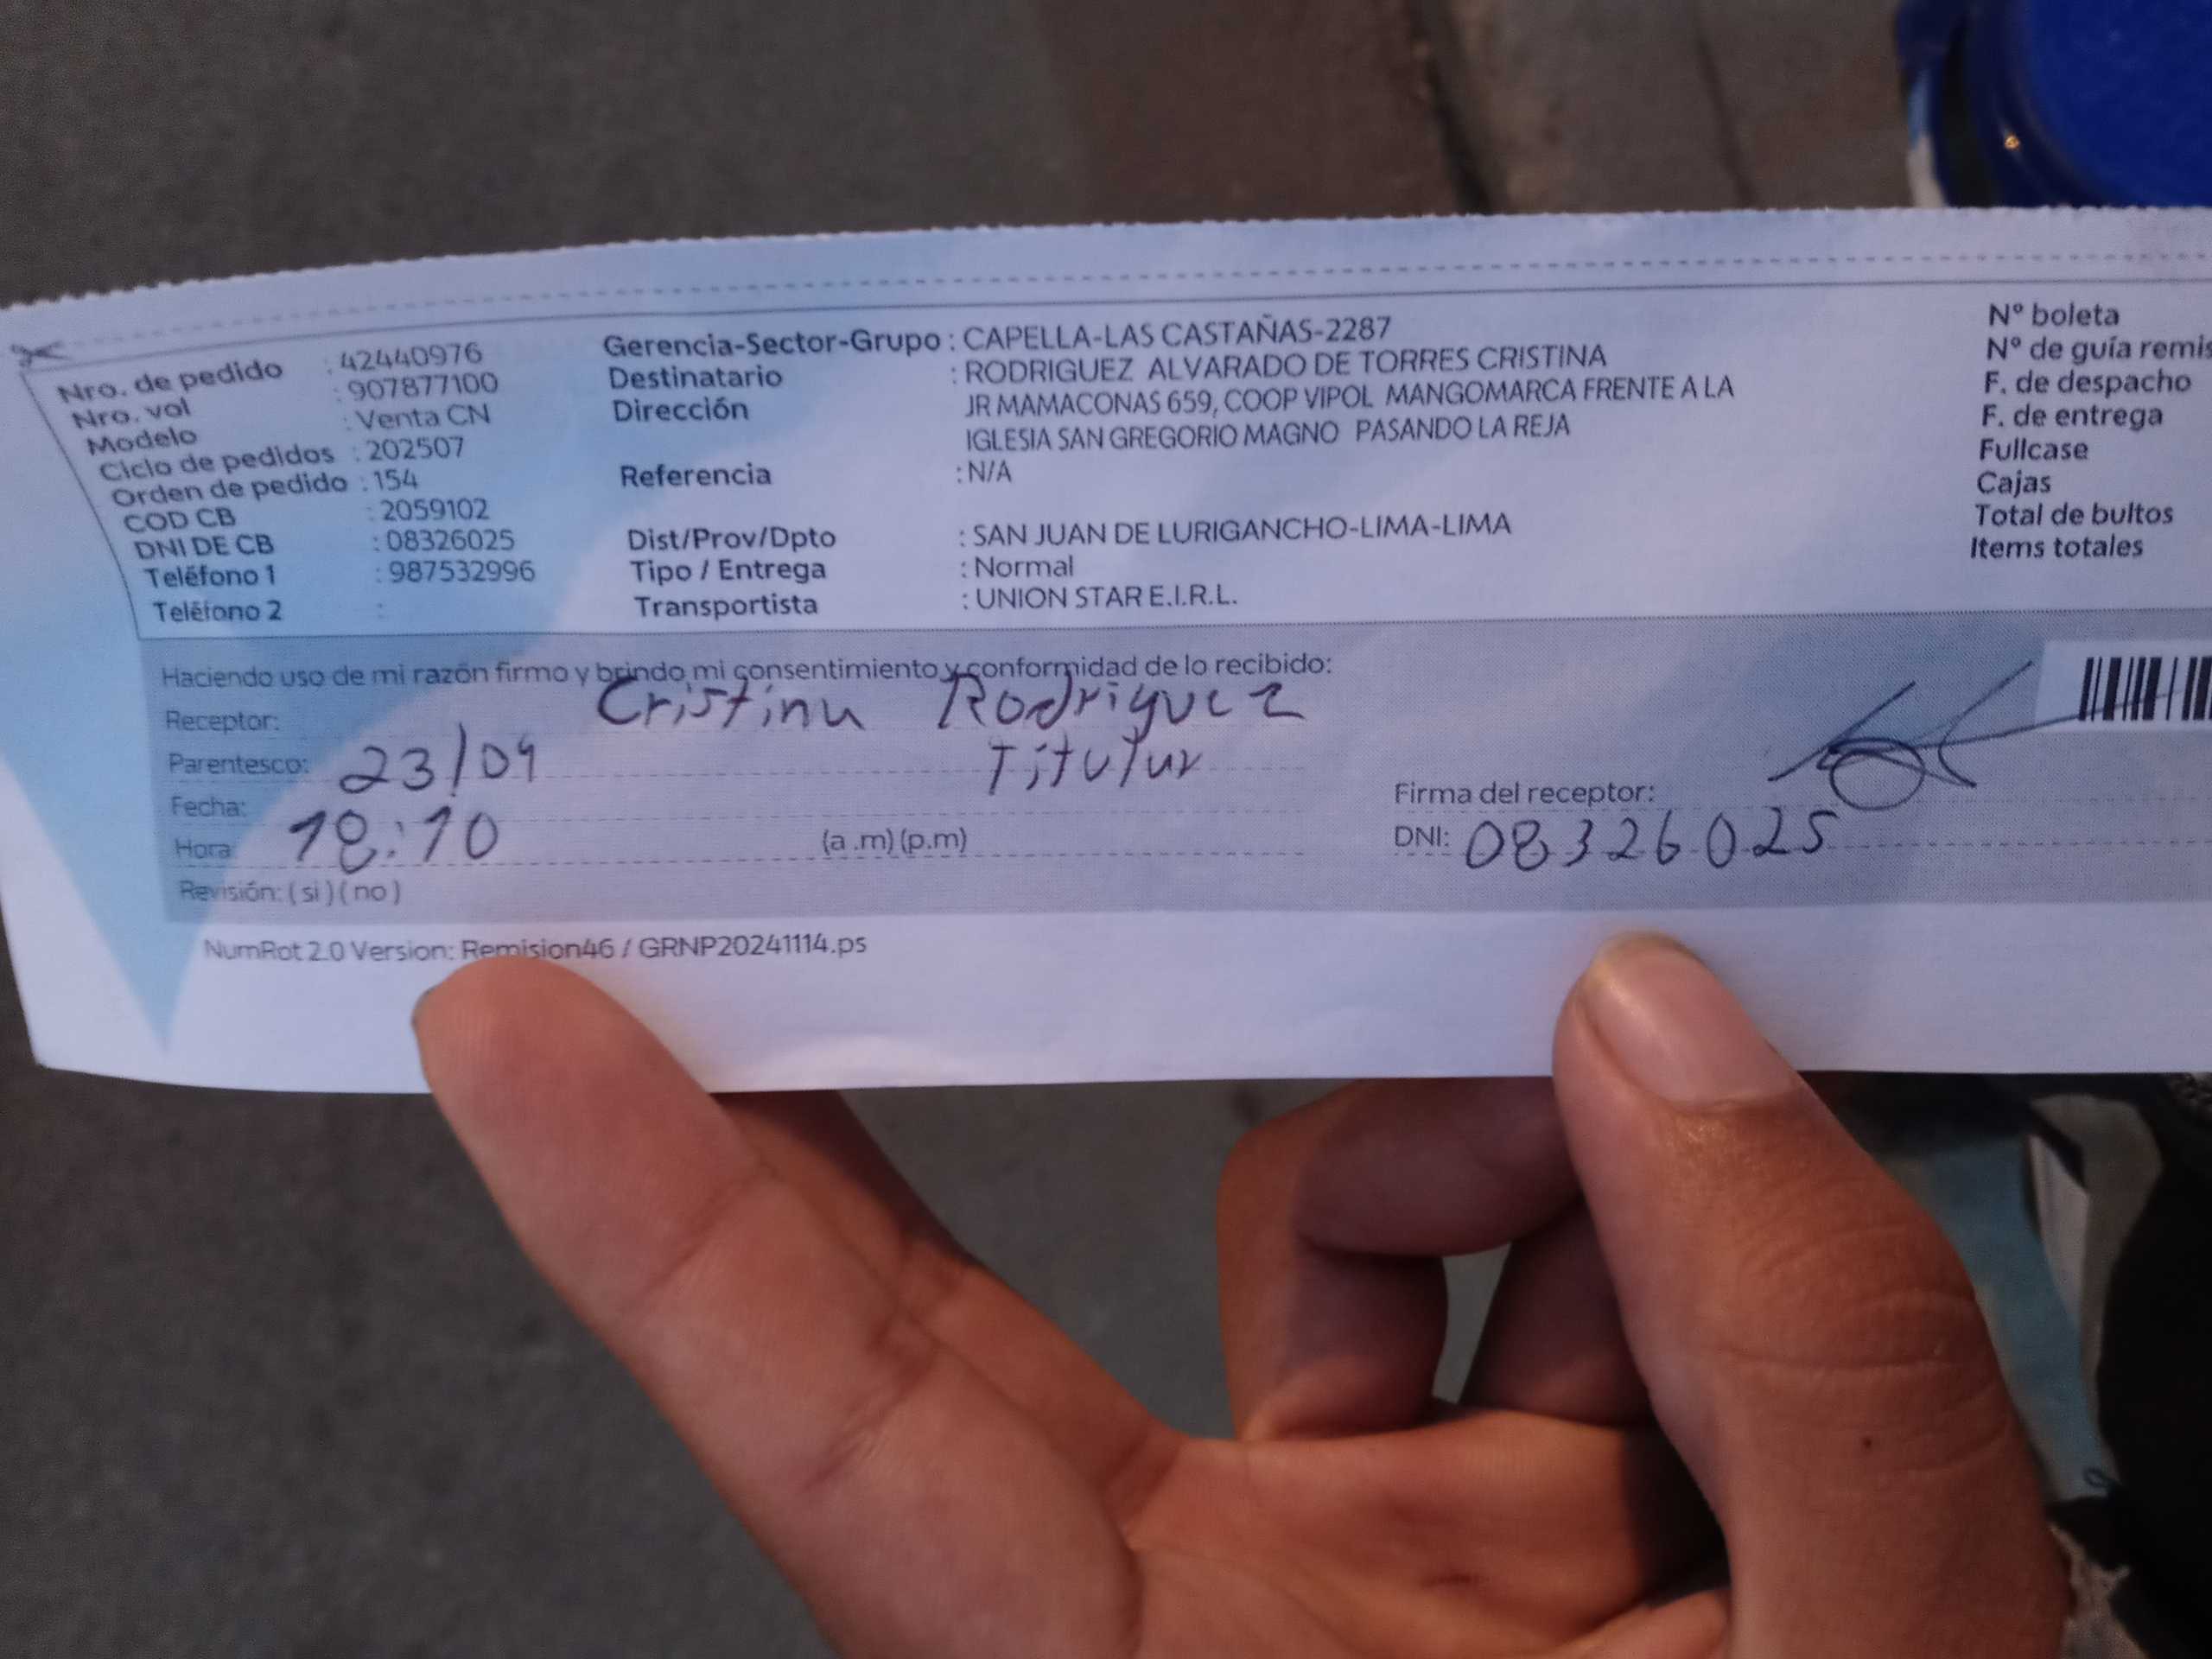 Nro. de pedido : 42440976
Nro. vol : 907877100
Modelo : Venta CN
Ciclo de pedidos : 202507
Orden de pedido : 154
COD CB : 2059102
DNI DE CB : 08326025
Teléfono 1 : 987532996
Teléfono 2 :
Gerencia-Sector-Grupo : CAPELLA-LAS CASTAÑAS-2287
Destinatario : RODRIGUEZ ALVARADO DE TORRES CRISTINA
Dirección JR MAMACONAS 659, COOP VIPOL MANGOMARCA FRENTE A LA
IGLESIA SAN GREGORIO MAGNO PASANDO LA REJA
Referencia : N/A
Dist/Prov/Dpto : SAN JUAN DE LURIGANCHO-LIMA-LIMA
Tipo / Entrega : Normal
Transportista : UNION STAR E.I.R.L.
Nº boleta
Nº de guía remis
F. de despacho
F. de entrega
Fullcase
Cajas
Total de bultos
Items totales
Haciendo uso de mi razón firmo y brindo mi consentimiento y conformidad de lo recibido:
Receptor: Cristina Rodriguez
Parentesco: Titular
Fecha: 23/04
Hora 18:10 (a.m) (p.m)
Revisión: ( si ) ( no )
Firma del receptor:
DNI: 08326025
NumRot 2.0 Version: Remision46 / GRNP20241114.ps